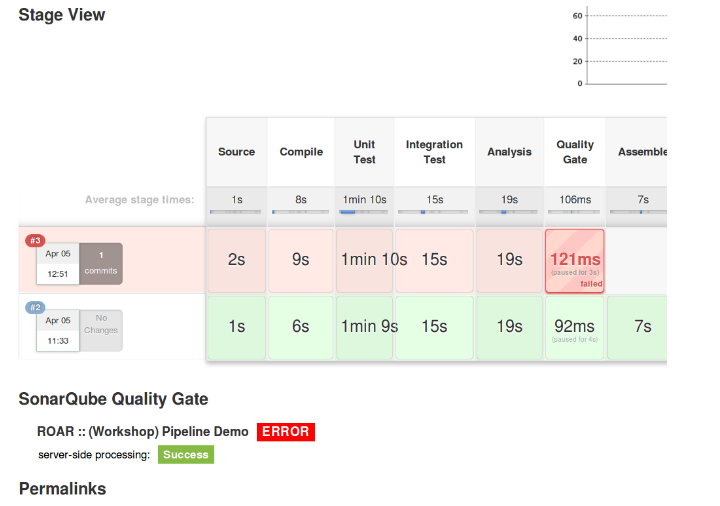 Stage View
60
40
20
0
Source Compile Unit Test Integration Test Analysis Quality Gate Assemble
Average stage times: 1s 8s 1min 10s 15s 19s 106ms 7s
#3
Apr 05
12:51
1
commits
2s 9s 1min 10s 15s 19s 121ms
(paused for 3s)
failed
#2
Apr 05
11:33
No
Changes
1s 6s 1min 9s 15s 19s 92ms 7s
(paused for 4s)
SonarQube Quality Gate
ROAR :: (Workshop) Pipeline Demo ERROR
server-side processing: Success
Permalinks